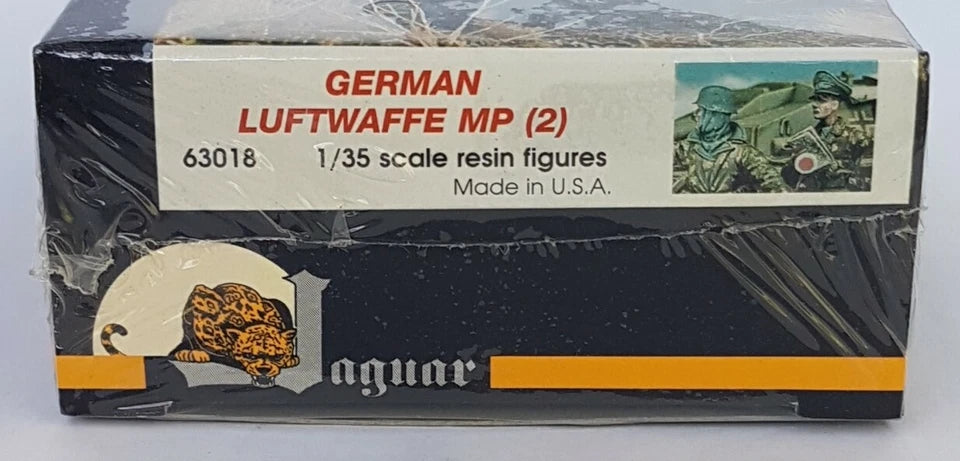 GERMAN
LUFTWAFFE MP (2)
63018 1/35 scale resin figures
Made in U.S.A.
Jaguar